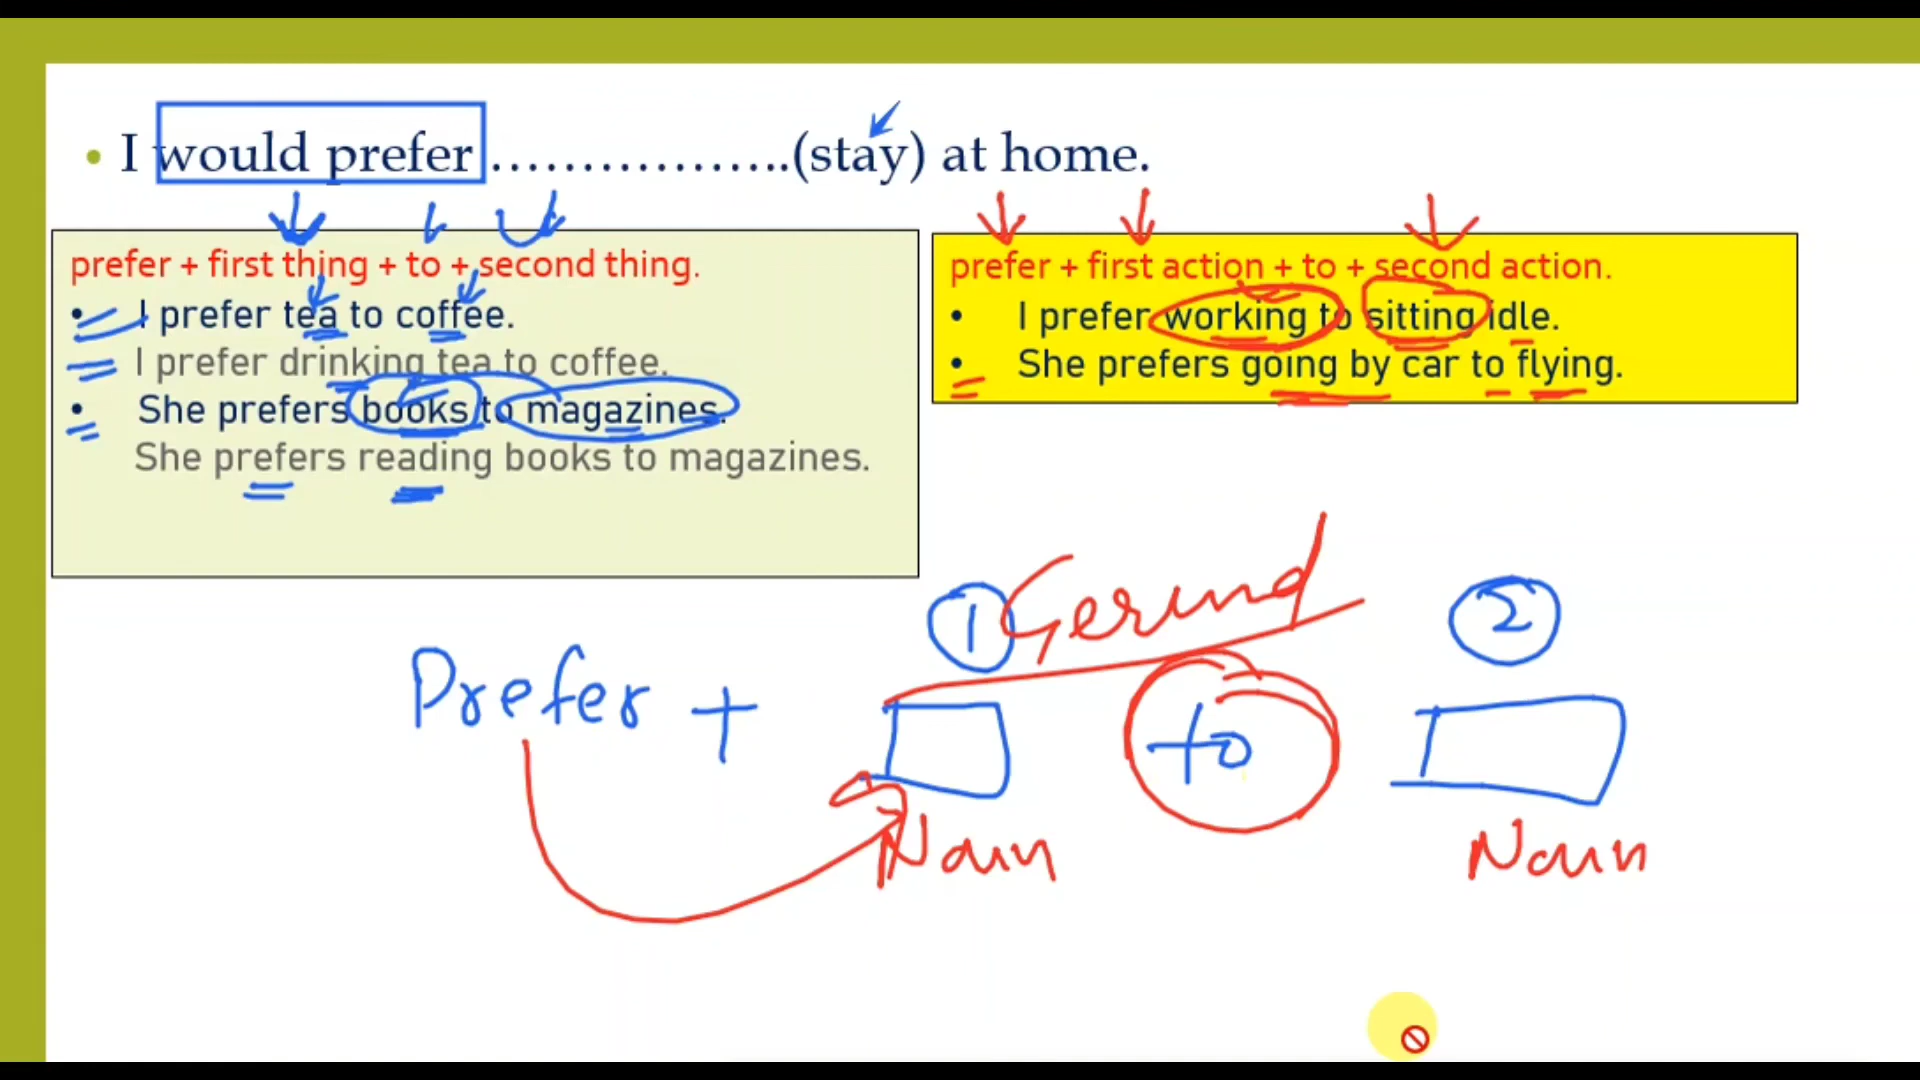 • I would prefer ……………..(stay) at home.
prefer + first thing + to + second thing.
• I prefer tea to coffee.
I prefer drinking tea to coffee.
• She prefers books to magazines.
She prefers reading books to magazines.
prefer + first action + to + second action.
• I prefer working to sitting idle.
• She prefers going by car to flying.
1 Gerund 2
Prefer + to
Noun Noun